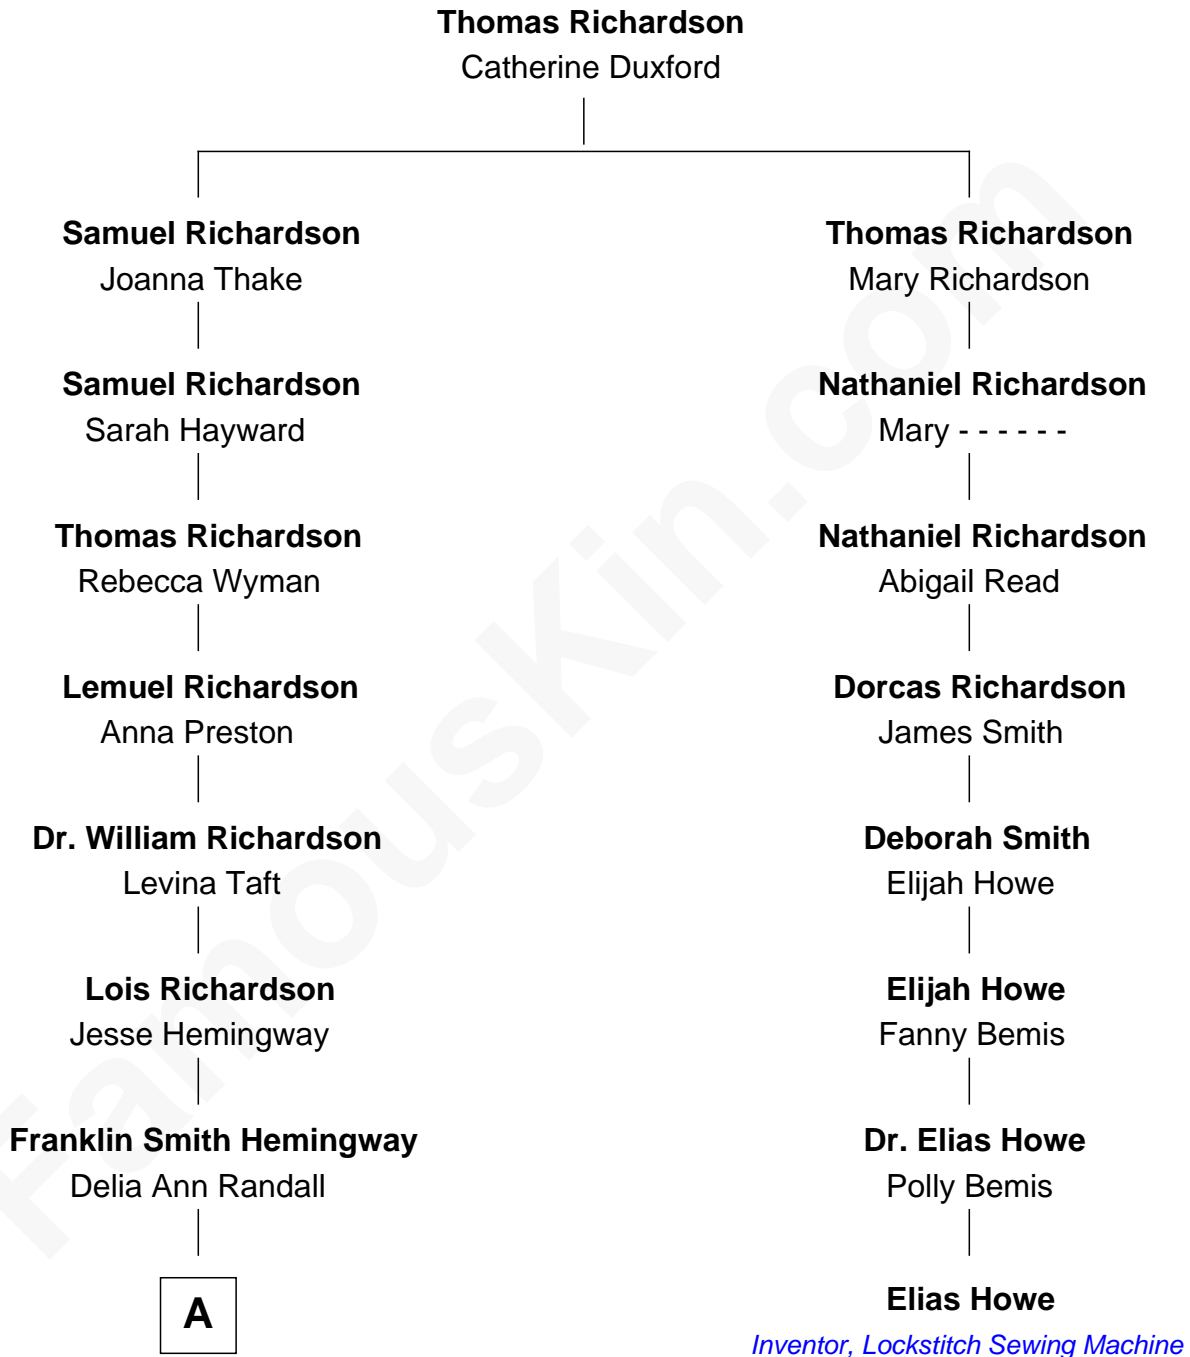 Thomas Richardson
Catherine Duxford
Samuel Richardson
Joanna Thake
Thomas Richardson
Mary Richardson
Samuel Richardson
Sarah Hayward
Nathaniel Richardson
Mary - - - - - -
Thomas Richardson
Rebecca Wyman
Nathaniel Richardson
Abigail Read
Lemuel Richardson
Anna Preston
Dorcas Richardson
James Smith
Dr. William Richardson
Levina Taft
Deborah Smith
Elijah Howe
Lois Richardson
Jesse Hemingway
Elijah Howe
Fanny Bemis
Franklin Smith Hemingway
Delia Ann Randall
Dr. Elias Howe
Polly Bemis
A
Elias Howe
Inventor, Lockstitch Sewing Machine
FamousKin.com